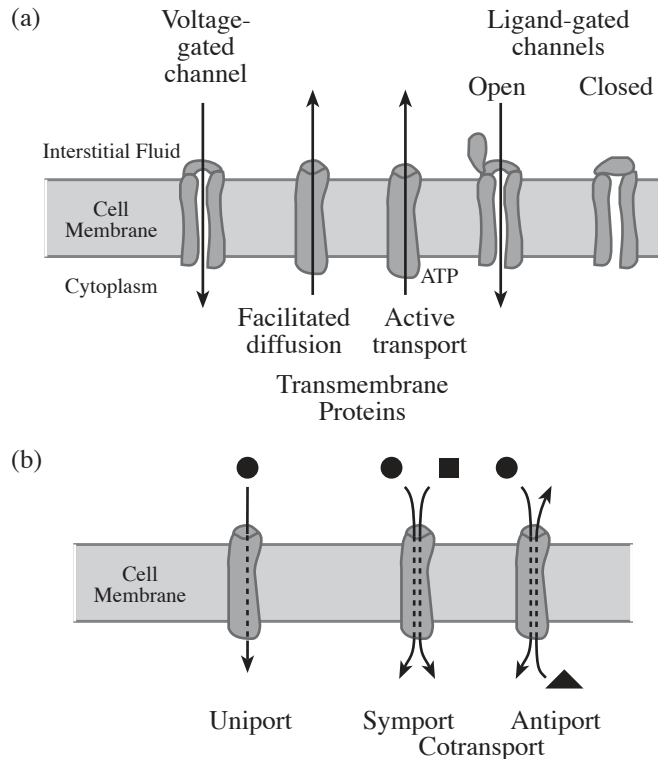 (a)
Voltage-
gated
channel
Ligand-gated
channels
Open
Closed
Interstitial Fluid
Cell
Membrane
Cytoplasm
ATP
Facilitated
diffusion
Active
transport
Transmembrane
Proteins
(b)
Cell
Membrane
Uniport
Symport
Antiport
Cotransport